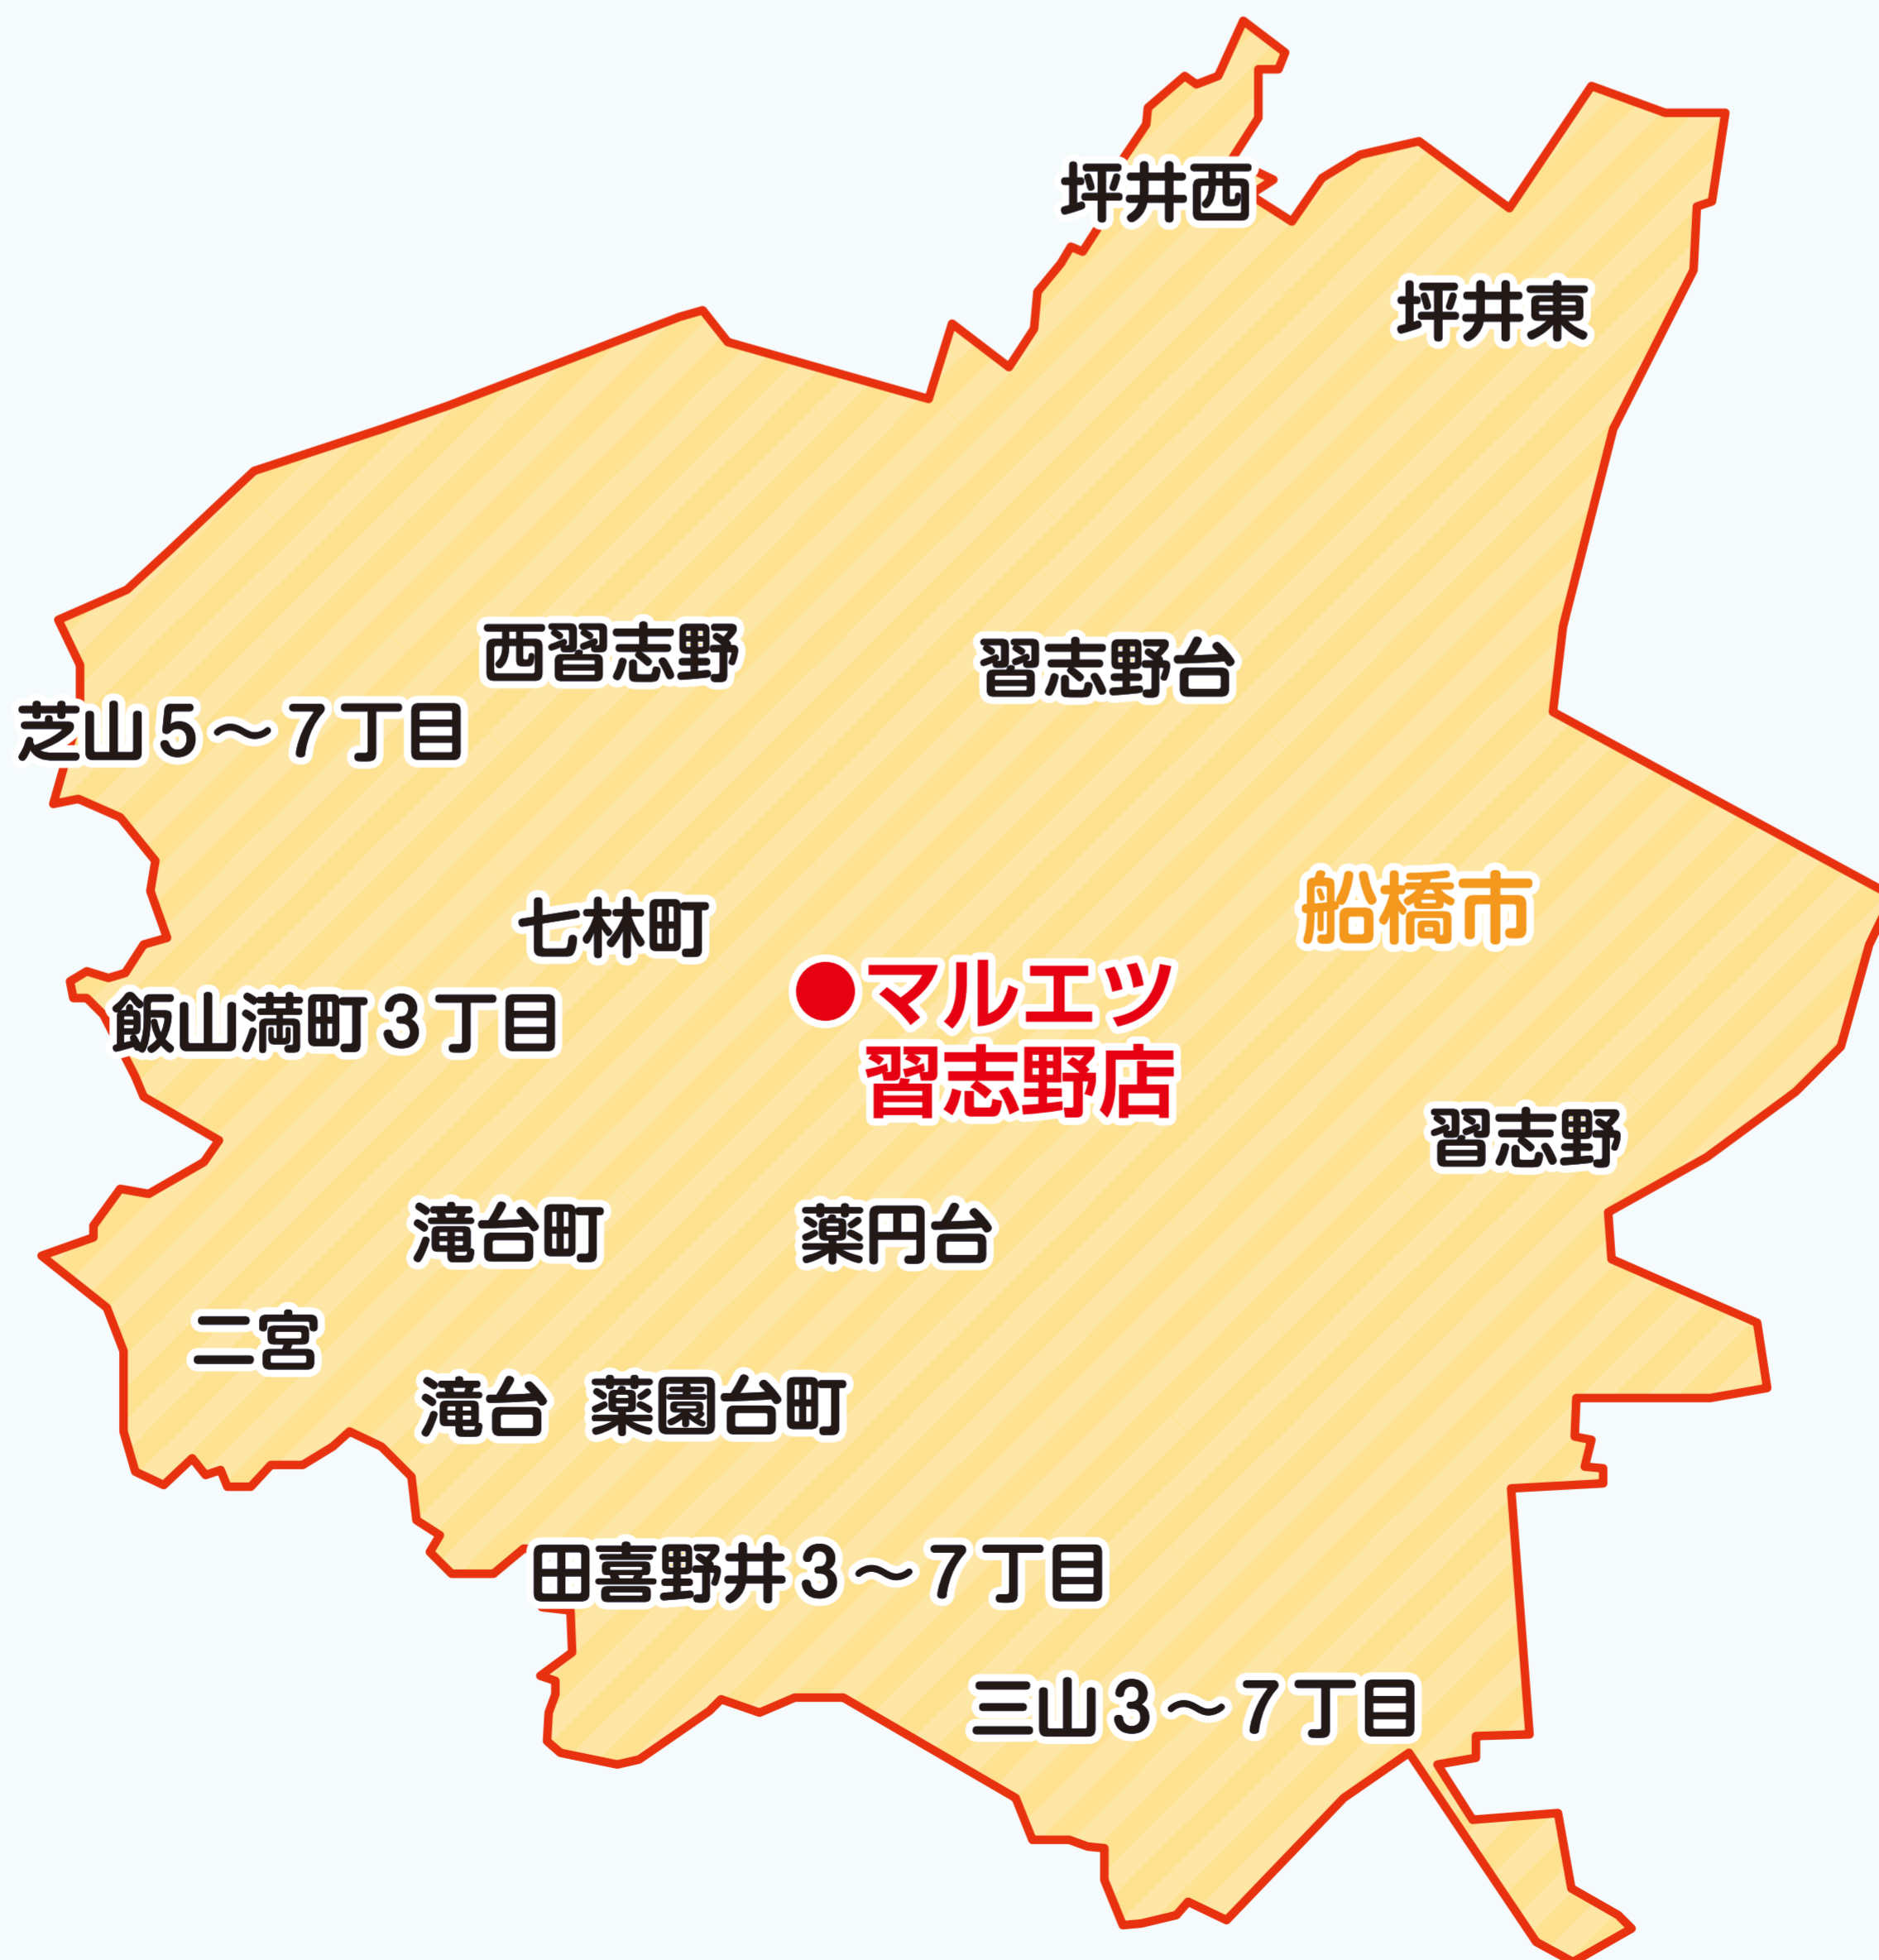 坪井西
坪井東
西習志野
習志野台
芝山5～7丁目
船橋市
七林町
マルエツ
習志野店
飯山満町3丁目
習志野
滝台町
薬円台
二宮
滝台
薬園台町
田喜野井3～7丁目
三山3～7丁目